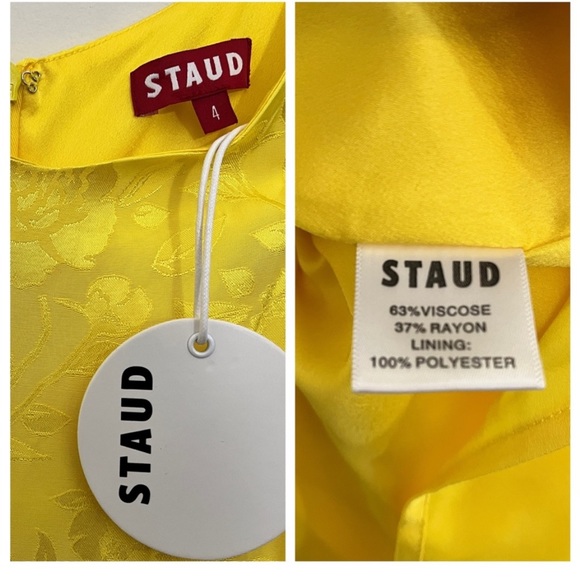 STAUD
4
STAUD
STAUD
63%VISCOSE
37% RAYON
LINING:
100% POLYESTER